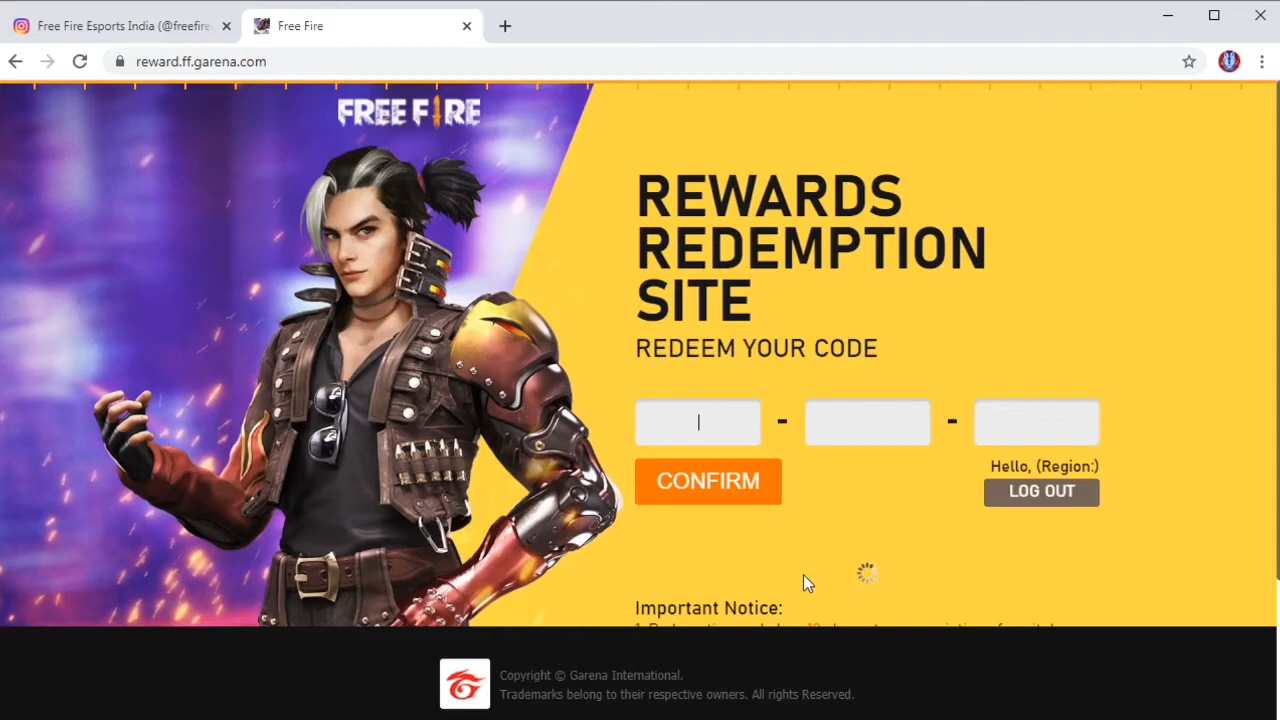 Free Fire Esports India (@freefire
Free Fire
reward.ff.garena.com
FREE FIRE
REWARDS
REDEMPTION
SITE
REDEEM YOUR CODE
- -
CONFIRM
Hello, (Region:)
LOG OUT
Important Notice:
Copyright © Garena International.
Trademarks belong to their respective owners. All rights Reserved.